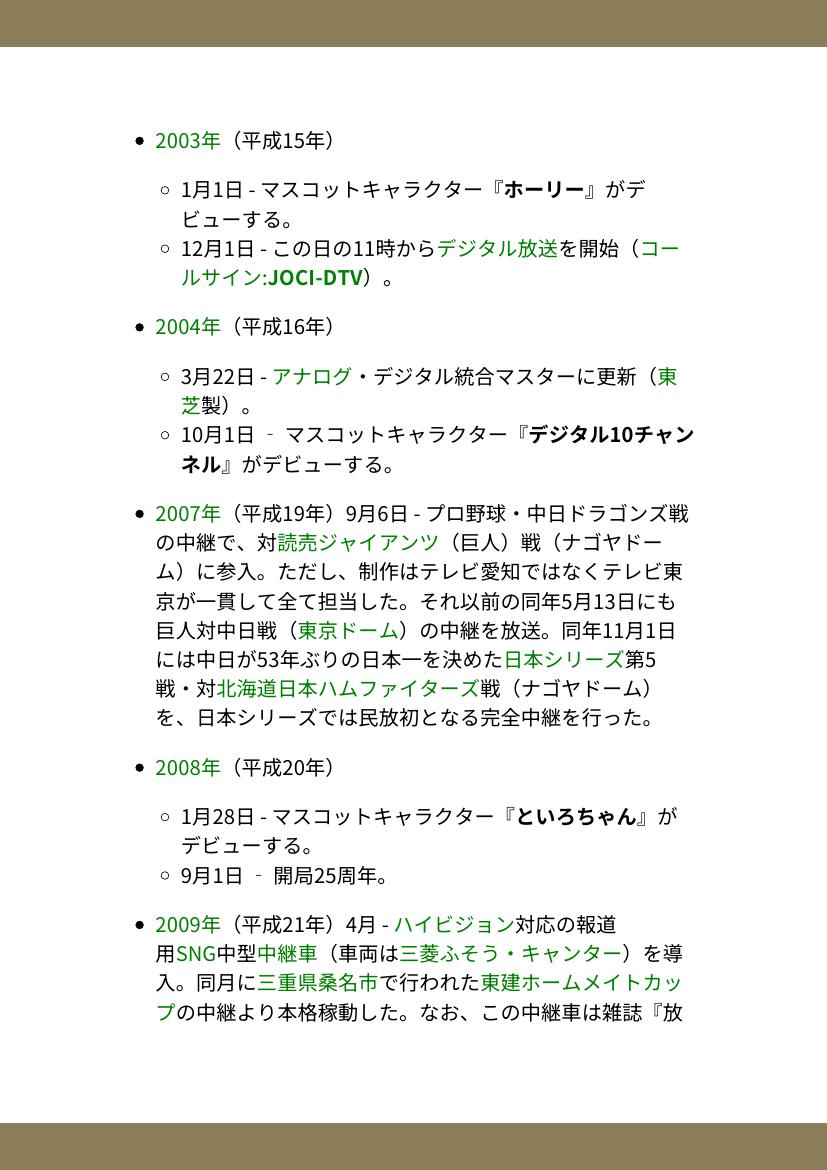 2003年（平成15年）
1月1日 - マスコットキャラクター『ホーリー』がデ
ビューする。
12月1日 - この日の11時からデジタル放送を開始（コー
ルサイン:JOCI-DTV）。
2004年（平成16年）
3月22日 - アナログ・デジタル統合マスターに更新（東
芝製）。
10月1日 ‐ マスコットキャラクター『デジタル10チャン
ネル』がデビューする。
2007年（平成19年）9月6日 - プロ野球・中日ドラゴンズ戦
の中継で、対読売ジャイアンツ（巨人）戦（ナゴヤドー
ム）に参入。ただし、制作はテレビ愛知ではなくテレビ東
京が一貫して全て担当した。それ以前の同年5月13日にも
巨人対中日戦（東京ドーム）の中継を放送。同年11月1日
には中日が53年ぶりの日本一を決めた日本シリーズ第5
戦・対北海道日本ハムファイターズ戦（ナゴヤドーム）
を、日本シリーズでは民放初となる完全中継を行った。
2008年（平成20年）
1月28日 - マスコットキャラクター『といろちゃん』が
デビューする。
9月1日 ‐ 開局25周年。
2009年（平成21年）4月 - ハイビジョン対応の報道
用SNG中型中継車（車両は三菱ふそう・キャンター）を導
入。同月に三重県桑名市で行われた東建ホームメイトカッ
プの中継より本格稼動した。なお、この中継車は雑誌『放